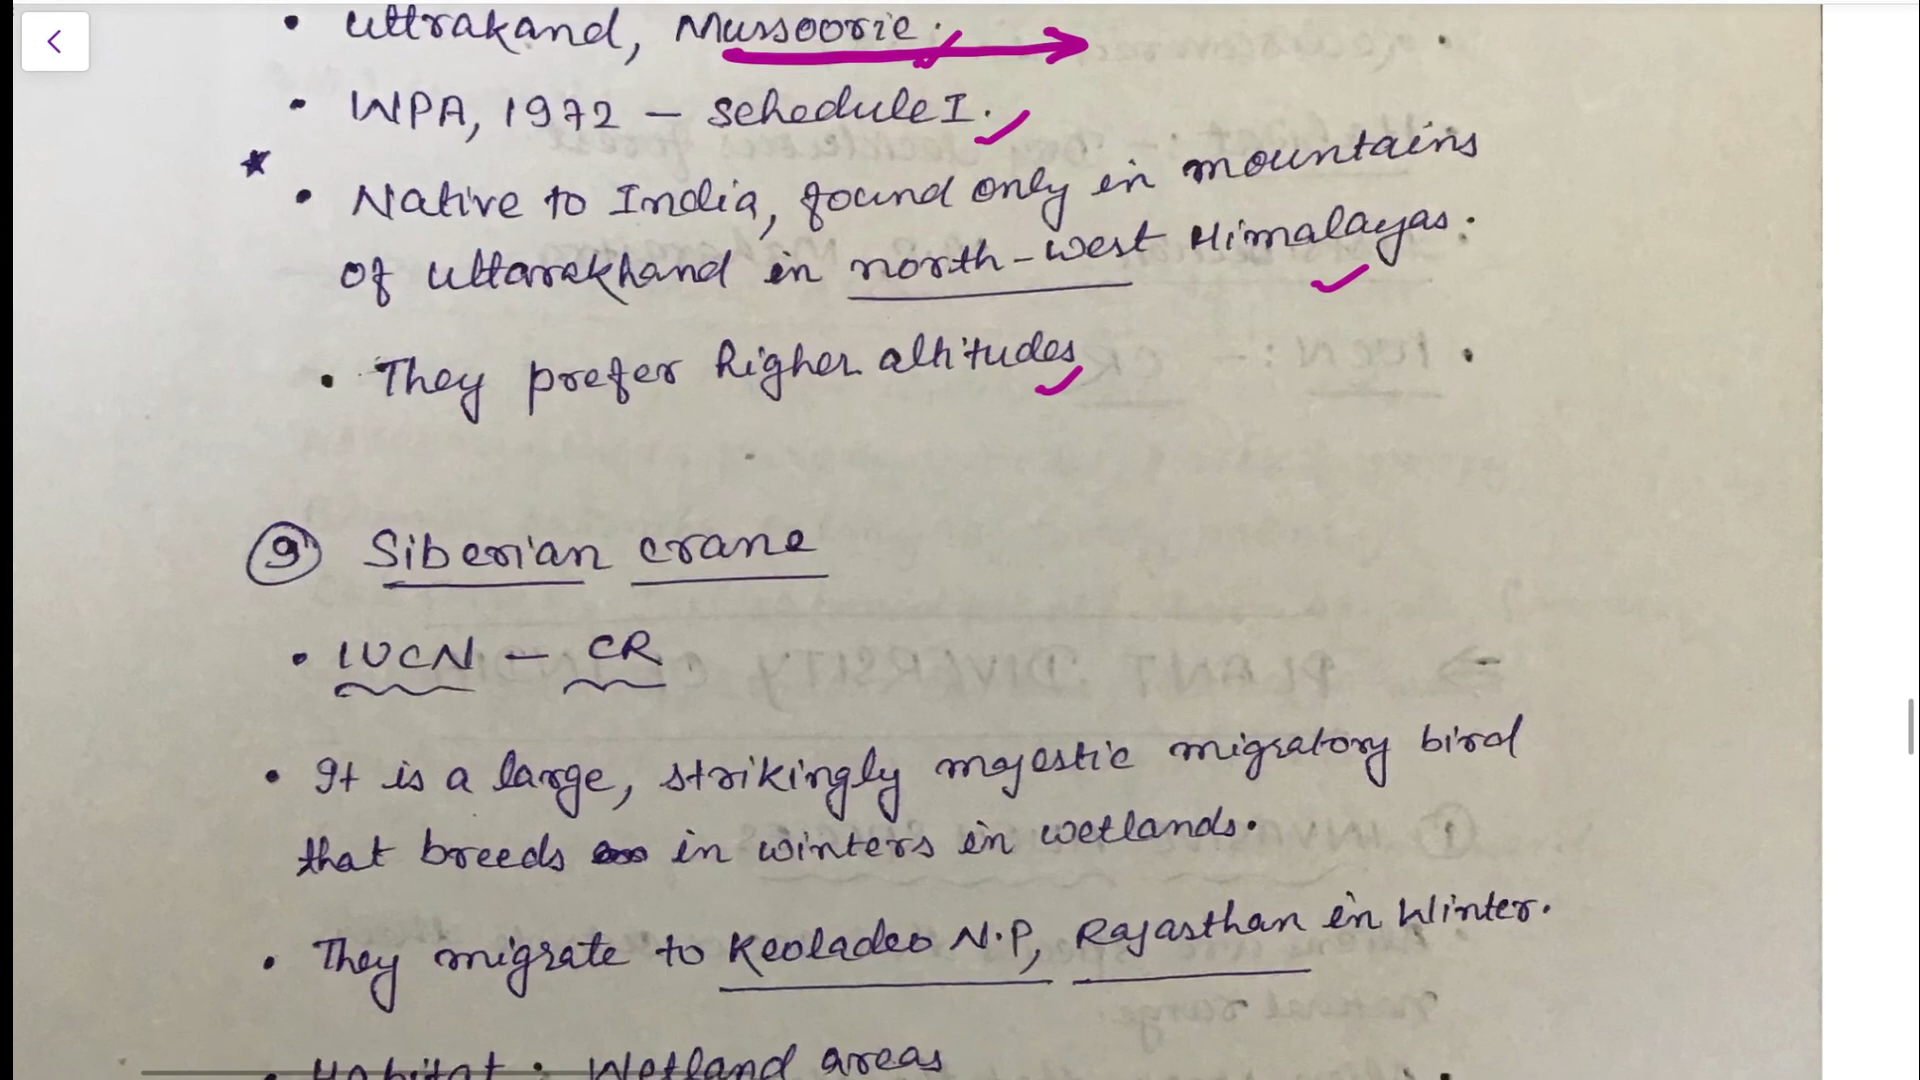 • Uttrakand, Mussoorie.
• WPA, 1972 – Schedule I.
• Native to India, found only in mountains
of Uttarakhand in north-west Himalayas.
• They prefer higher altitudes
9 Siberian crane
• IUCN – CR
• It is a large, strikingly majestic migratory bird
that breeds in winters in wetlands.
• They migrate to Keoladeo N.P, Rajasthan in Winter.
• Habitat : Wetland areas